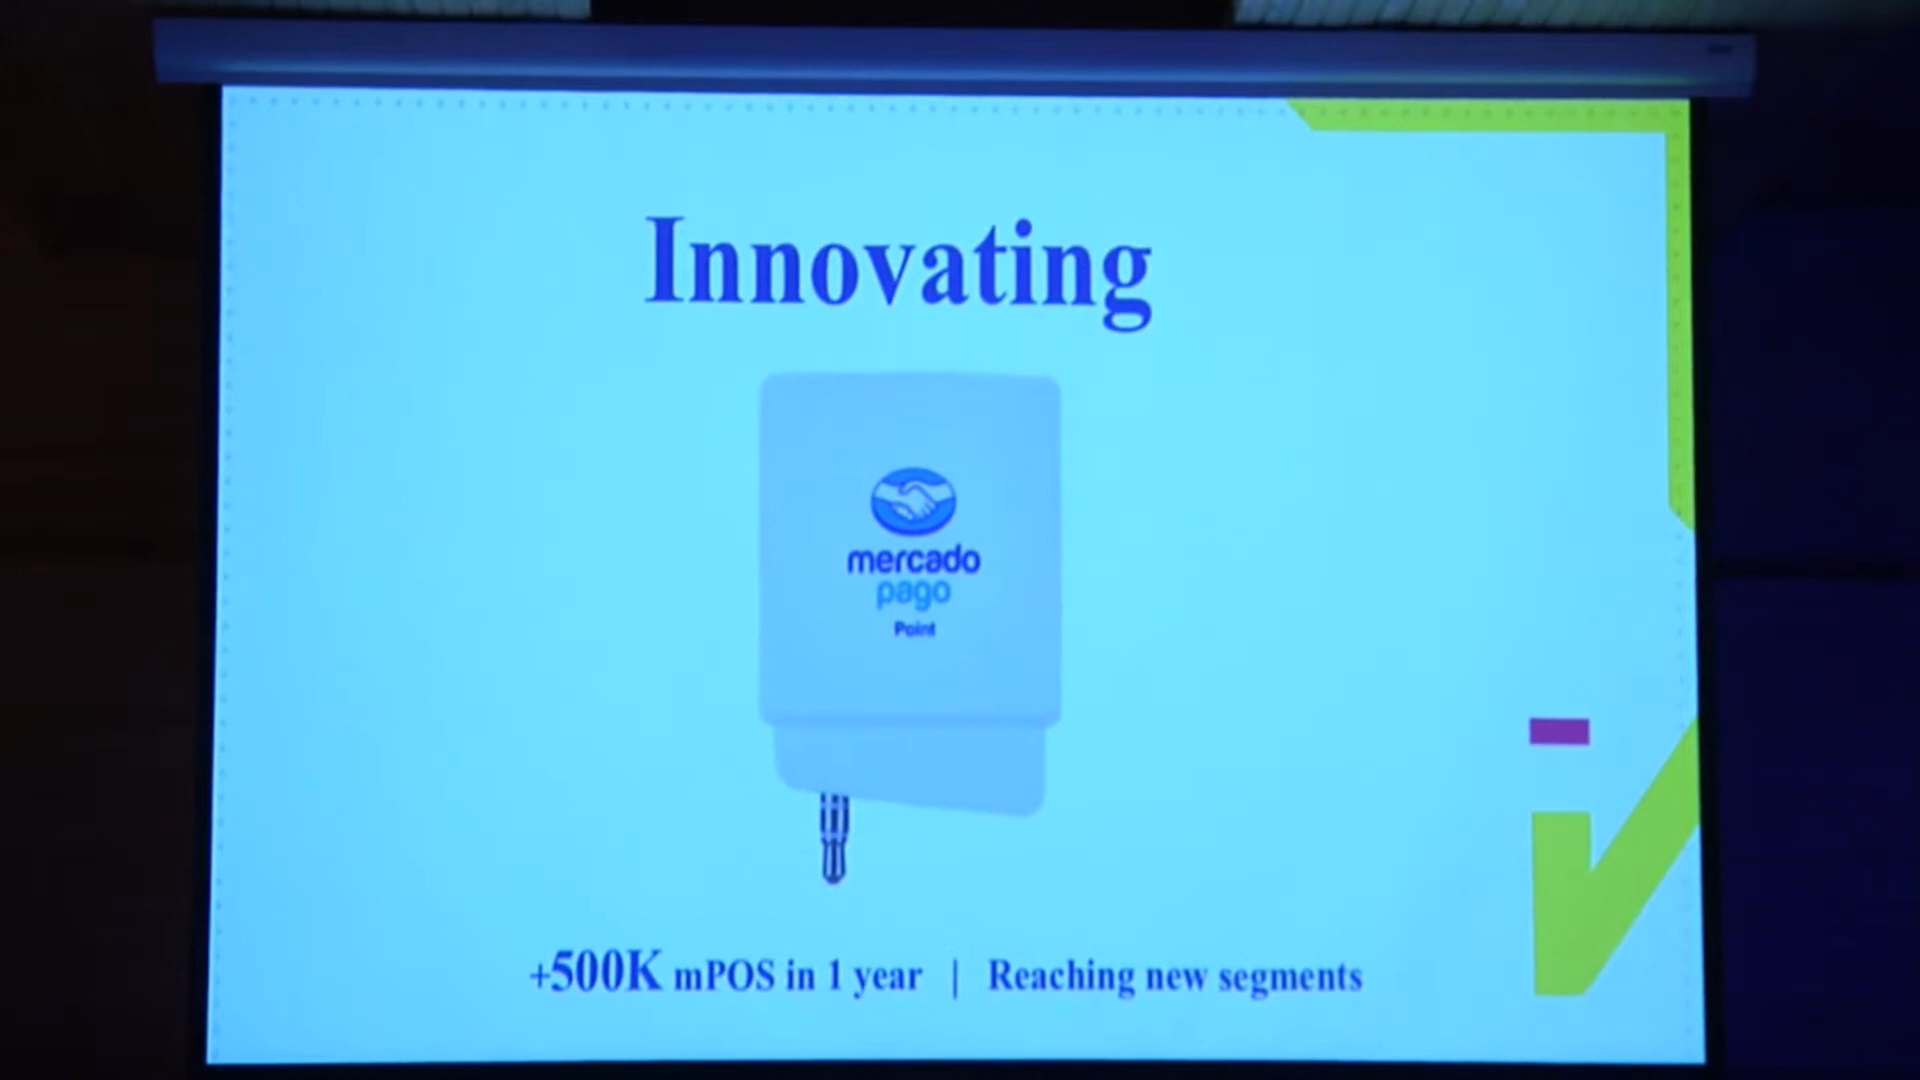 Innovating
mercado
pago
Point
+500K mPOS in 1 year | Reaching new segments